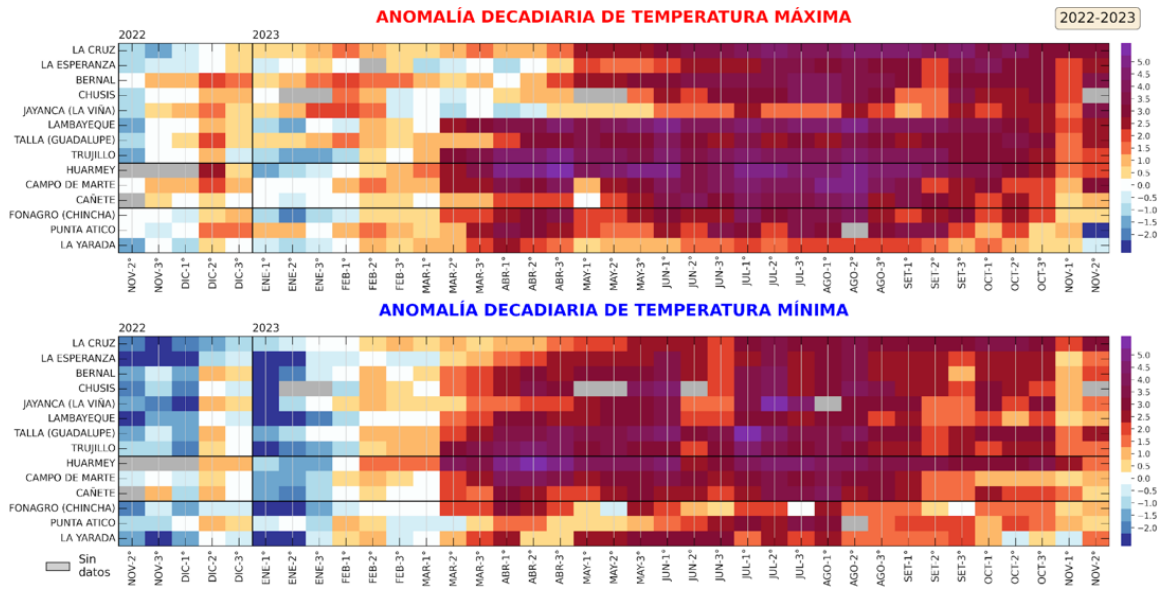 ANOMALÍA DECADIARIA DE TEMPERATURA MÁXIMA
2022-2023
2022 2023
LA CRUZ
LA ESPERANZA
BERNAL
CHUSIS
JAYANCA (LA VIÑA)
LAMBAYEQUE
TALLA (GUADALUPE)
TRUJILLO
HUARMEY
CAMPO DE MARTE
CAÑETE
FONAGRO (CHINCHA)
PUNTA ATICO
LA YARADA
5.0
4.5
4.0
3.5
3.0
2.5
2.0
1.5
1.0
0.5
0.0
−0.5
−1.0
−1.5
−2.0
NOV-2° NOV-3° DIC-1° DIC-2° DIC-3° ENE-1° ENE-2° ENE-3° FEB-1° FEB-2° FEB-3° MAR-1° MAR-2° MAR-3° ABR-1° ABR-2° ABR-3° MAY-1° MAY-2° MAY-3° JUN-1° JUN-2° JUN-3° JUL-1° JUL-2° JUL-3° AGO-1° AGO-2° AGO-3° SET-1° SET-2° SET-3° OCT-1° OCT-2° OCT-3° NOV-1° NOV-2°
ANOMALÍA DECADIARIA DE TEMPERATURA MÍNIMA
2022 2023
LA CRUZ
LA ESPERANZA
BERNAL
CHUSIS
JAYANCA (LA VIÑA)
LAMBAYEQUE
TALLA (GUADALUPE)
TRUJILLO
HUARMEY
CAMPO DE MARTE
CAÑETE
FONAGRO (CHINCHA)
PUNTA ATICO
LA YARADA
5.0
4.5
4.0
3.5
3.0
2.5
2.0
1.5
1.0
0.5
0.0
−0.5
−1.0
−1.5
−2.0
Sin
datos
NOV-2° NOV-3° DIC-1° DIC-2° DIC-3° ENE-1° ENE-2° ENE-3° FEB-1° FEB-2° FEB-3° MAR-1° MAR-2° MAR-3° ABR-1° ABR-2° ABR-3° MAY-1° MAY-2° MAY-3° JUN-1° JUN-2° JUN-3° JUL-1° JUL-2° JUL-3° AGO-1° AGO-2° AGO-3° SET-1° SET-2° SET-3° OCT-1° OCT-2° OCT-3° NOV-1° NOV-2°